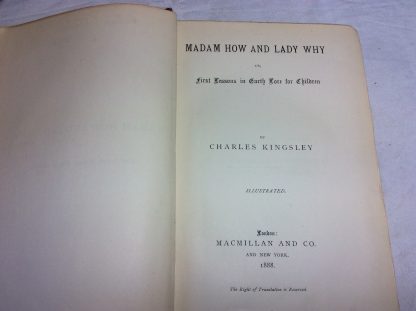 MADAM HOW AND LADY WHY
OR,
First Lessons in Earth Lore for Children
BY
CHARLES KINGSLEY
ILLUSTRATED.
London:
MACMILLAN AND CO.
AND NEW YORK.
1888.
The Right of Translation is Reserved